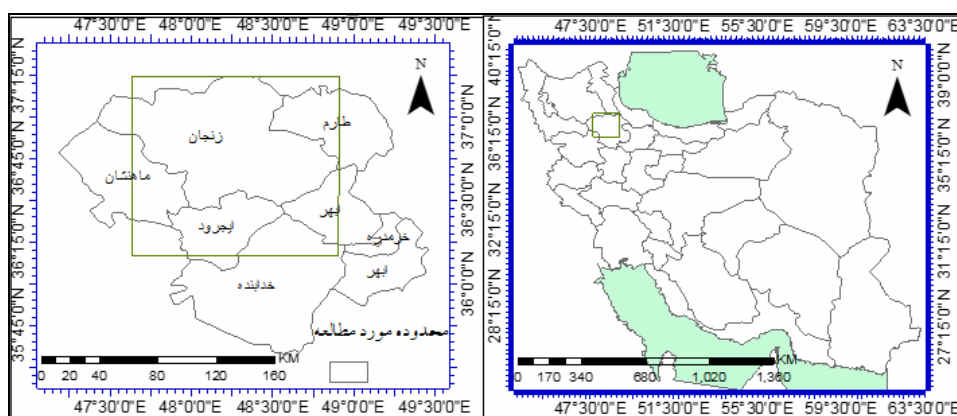 47°30'0"E 48°0'0"E 48°30'0"E 49°0'0"E 49°30'0"E
37°15'0"N
36°45'0"N
36°15'0"N
35°45'0"N
N
زنجان
طارم
ماهنشان
ابهر
ایجرود
خرمدره
ابهر
خدابنده
محدوده مورد مطالعه
KM
0 20 40 80 120 160
37°0'0"N
36°30'0"N
36°0'0"N
47°30'0"E 48°0'0"E 48°30'0"E 49°0'0"E 49°30'0"E
47°30'0"E 51°30'0"E 55°30'0"E 59°30'0"E 63°30'0"E
40°15'0"N
36°15'0"N
32°15'0"N
28°15'0"N
N
KM
0 170 340 680 1,020 1,360
39°0'0"N
35°15'0"N
31°15'0"N
27°15'0"N
47°30'0"E 51°30'0"E 55°30'0"E 59°30'0"E 63°30'0"E